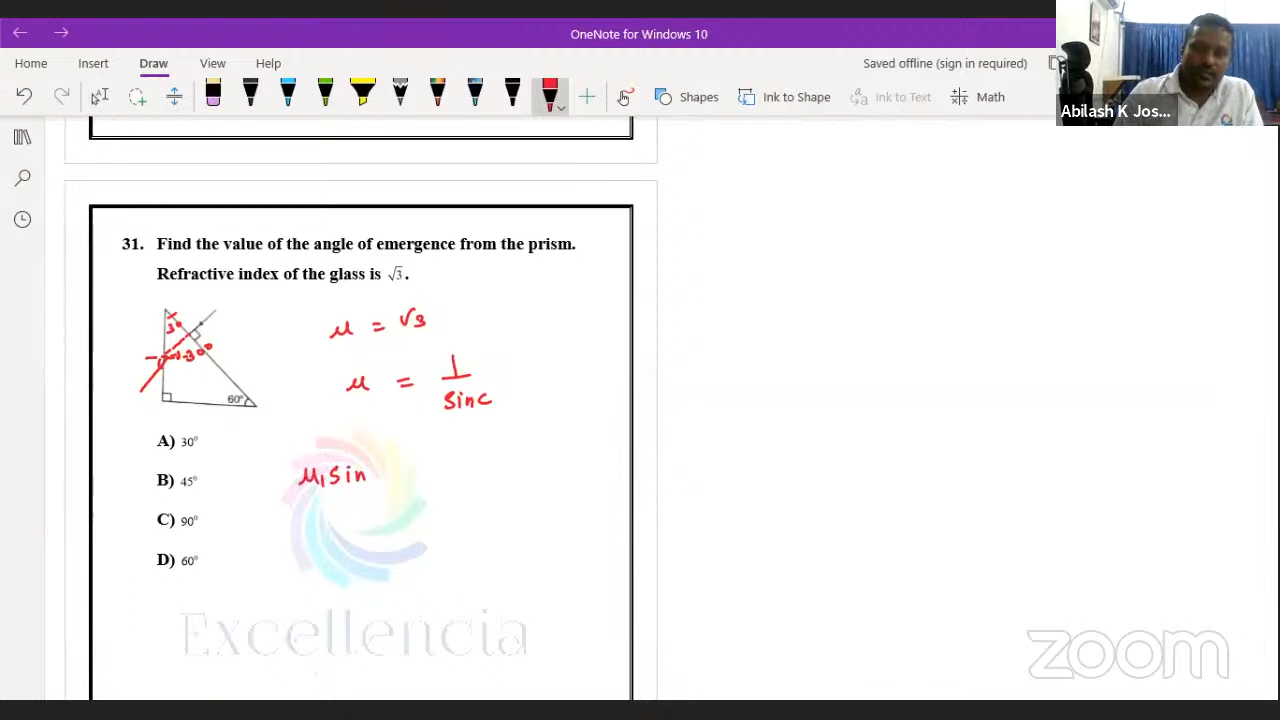 OneNote for Windows 10
Home Insert Draw View Help Saved offline (sign in required)
Shapes Ink to Shape Ink to Text Math
Abilash K Jos...
31. Find the value of the angle of emergence from the prism.
Refractive index of the glass is √3.
μ = √3
30°
60°
μ = 1
sinc
A) 30°
B) 45°
μ₁sin
C) 90°
D) 60°
Excellencia
zoom